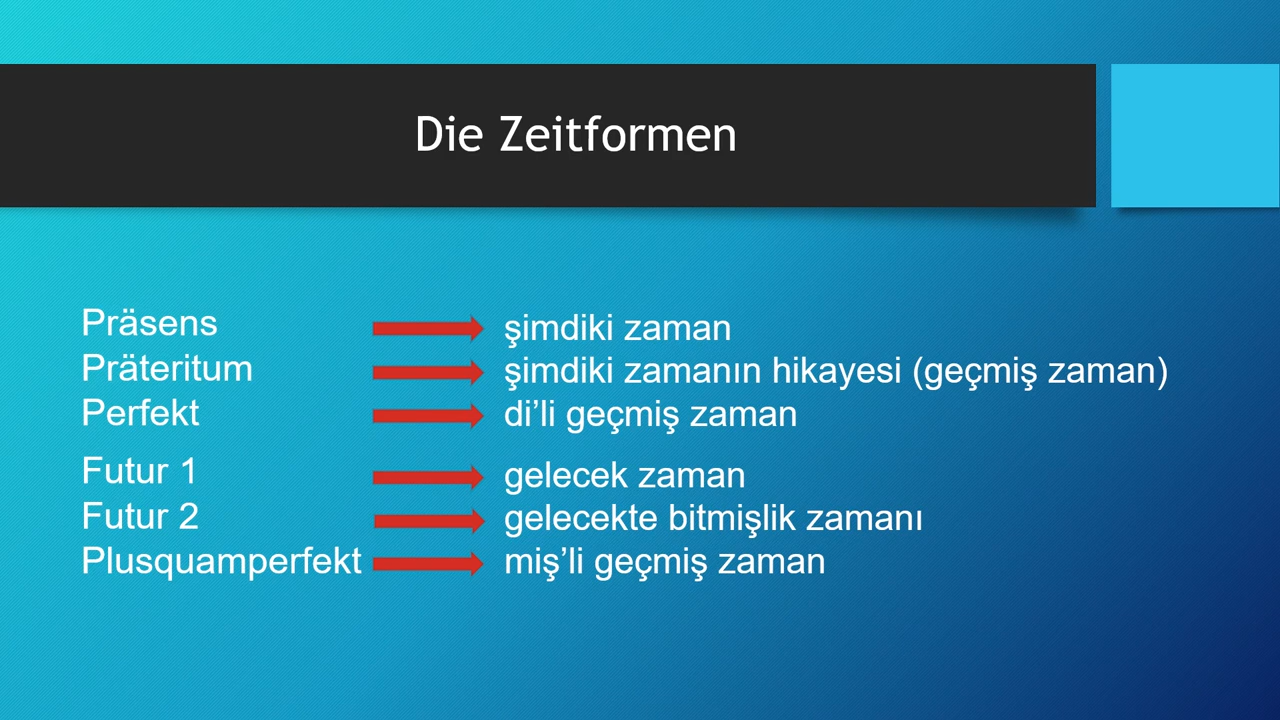 Die Zeitformen
Präsens
şimdiki zaman
Präteritum
şimdiki zamanın hikayesi (geçmiş zaman)
Perfekt
di’li geçmiş zaman
Futur 1
gelecek zaman
Futur 2
gelecekte bitmişlik zamanı
Plusquamperfekt
miş’li geçmiş zaman